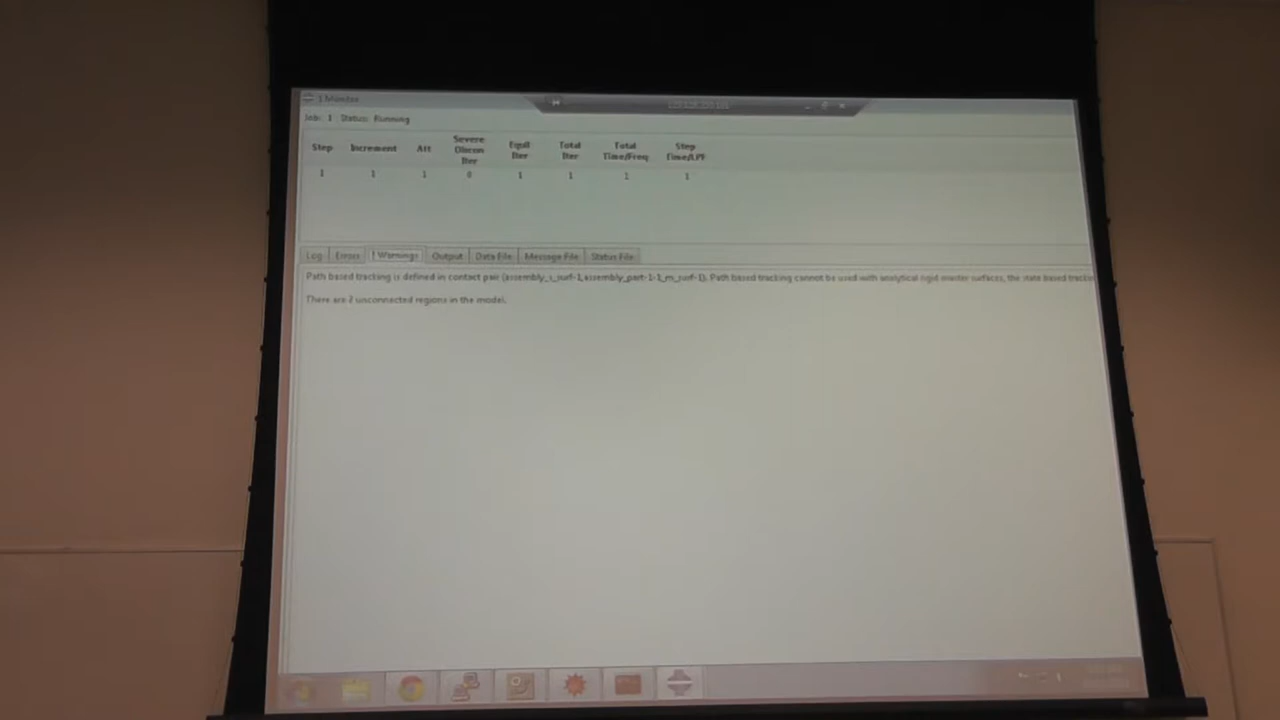 1 Monitor
Job: 1 Status: Running
Step Increment Att Severe Discon Iter Equil Iter Total Iter Total Time/Freq Step Time/LPF
1 1 1 0 1 1 1 1
Log Errors ! Warnings Output Data File Message File Status File
Path based tracking is defined in contact pair (assembly_s_surf-1,assembly_part-1-1_m_surf-1). Path based tracking cannot be used with analytical rigid master surfaces, the state based trackin
There are 2 unconnected regions in the model.